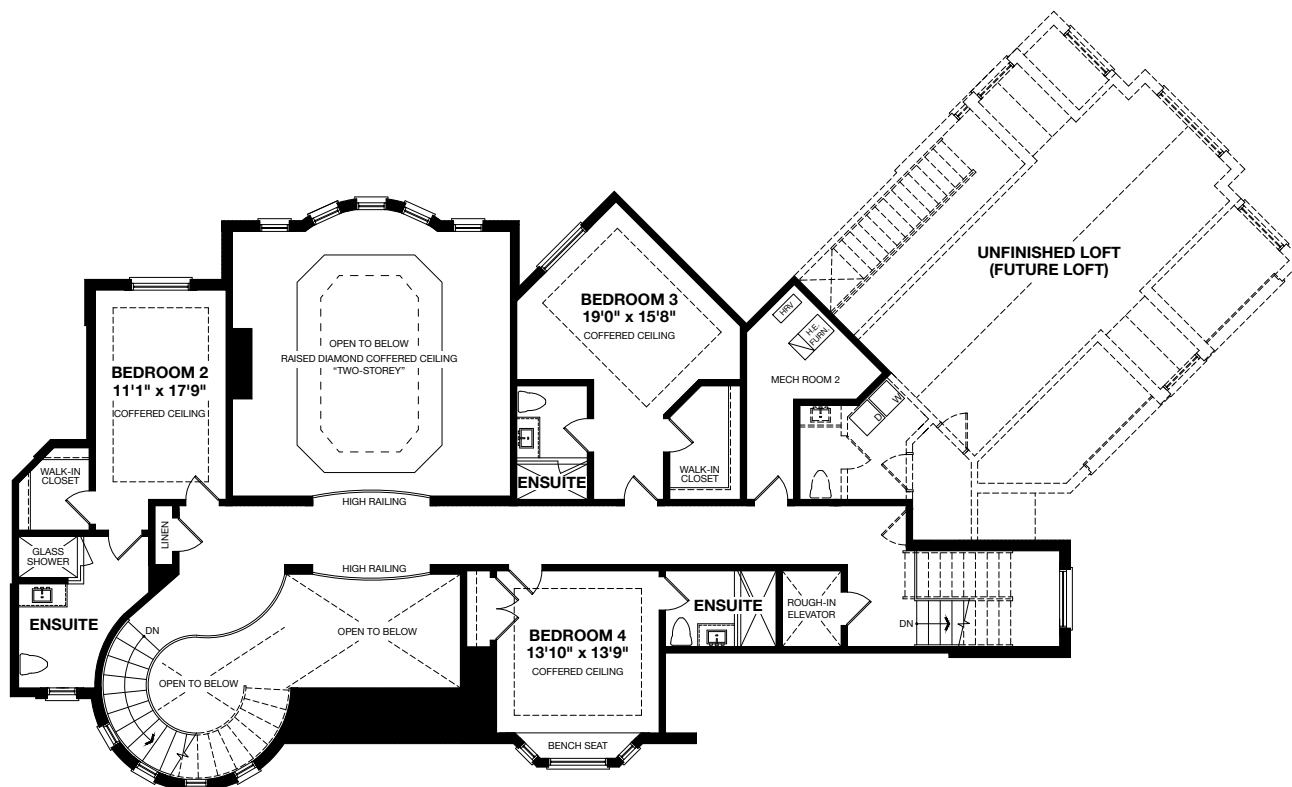 UNFINISHED LOFT
(FUTURE LOFT)
BEDROOM 3
19'0" x 15'8"
COFFERED CEILING
HRV
H.E.
FURN.
MECH ROOM 2
OPEN TO BELOW
RAISED DIAMOND COFFERED CEILING
"TWO-STOREY"
BEDROOM 2
11'1" x 17'9"
COFFERED CEILING
W
D
WALK-IN
CLOSET
WALK-IN
CLOSET
ENSUITE
HIGH RAILING
LINEN
GLASS
SHOWER
HIGH RAILING
ENSUITE
DN
OPEN TO BELOW
BEDROOM 4
13'10" x 13'9"
COFFERED CEILING
ENSUITE
ROUGH-IN
ELEVATOR
DN
OPEN TO BELOW
BENCH SEAT